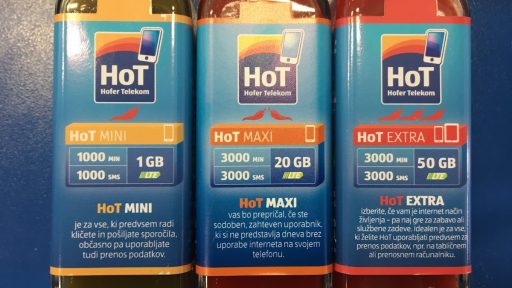 HoT
Hofer Telekom
HoT MINI
1000 MIN
1000 SMS
1 GB
LTE
HoT MINI
je za vse, ki predvsem radi
kličete in pošiljate sporočila,
občasno pa uporabljate
tudi prenos podatkov.
HoT
Hofer Telekom
HoT MAXI
3000 MIN
3000 SMS
20 GB
LTE
HoT MAXI
vas bo prepričal, če ste
sodoben, zahteven uporabnik,
ki si ne predstavlja dneva brez
uporabe interneta na svojem
telefonu.
HoT
Hofer Telekom
HoT EXTRA
3000 MIN
3000 SMS
50 GB
LTE
HoT EXTRA
izberite, če vam je internet način
življenja – pa naj gre za zabavo ali
službene zadeve. idealen je za vse,
ki želite HoT uporabljati predvsem za
prenos podatkov, npr. na tabličnem
ali prenosnem računalniku.